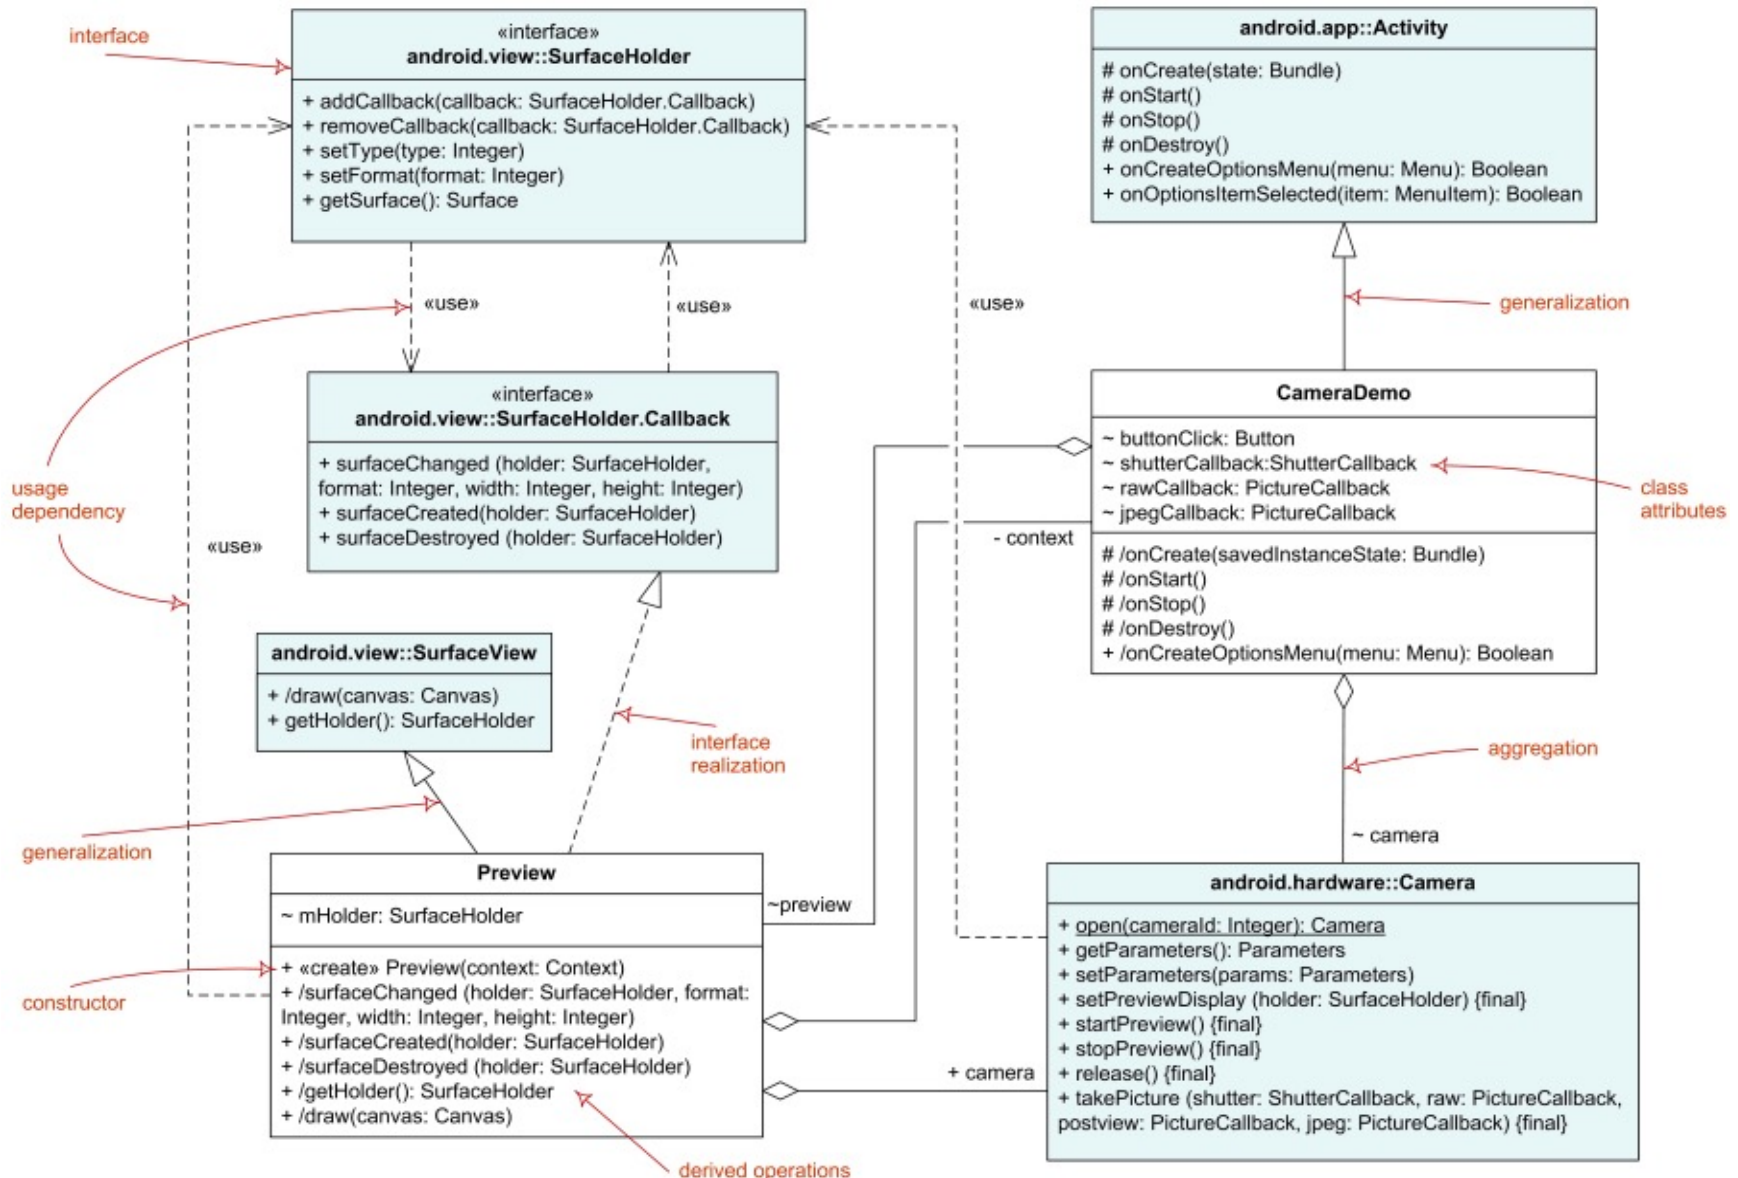 interface
«interface»
android.view::SurfaceHolder
+ addCallback(callback: SurfaceHolder.Callback)
+ removeCallback(callback: SurfaceHolder.Callback)
+ setType(type: Integer)
+ setFormat(format: Integer)
+ getSurface(): Surface
android.app::Activity
# onCreate(state: Bundle)
# onStart()
# onStop()
# onDestroy()
+ onCreateOptionsMenu(menu: Menu): Boolean
+ onOptionsItemSelected(item: MenuItem): Boolean
«use»
«use»
«use»
generalization
«interface»
android.view::SurfaceHolder.Callback
+ surfaceChanged (holder: SurfaceHolder,
format: Integer, width: Integer, height: Integer)
+ surfaceCreated(holder: SurfaceHolder)
+ surfaceDestroyed (holder: SurfaceHolder)
usage
dependency
«use»
CameraDemo
~ buttonClick: Button
~ shutterCallback:ShutterCallback
~ rawCallback: PictureCallback
~ jpegCallback: PictureCallback
# /onCreate(savedInstanceState: Bundle)
# /onStart()
# /onStop()
# /onDestroy()
+ /onCreateOptionsMenu(menu: Menu): Boolean
class
attributes
- context
android.view::SurfaceView
+ /draw(canvas: Canvas)
+ getHolder(): SurfaceHolder
interface
realization
aggregation
generalization
~ camera
Preview
~ mHolder: SurfaceHolder
+ «create» Preview(context: Context)
+ /surfaceChanged (holder: SurfaceHolder, format:
Integer, width: Integer, height: Integer)
+ /surfaceCreated(holder: SurfaceHolder)
+ /surfaceDestroyed (holder: SurfaceHolder)
+ /getHolder(): SurfaceHolder
+ /draw(canvas: Canvas)
~preview
constructor
+ camera
android.hardware::Camera
+ open(cameraId: Integer): Camera
+ getParameters(): Parameters
+ setParameters(params: Parameters)
+ setPreviewDisplay (holder: SurfaceHolder) {final}
+ startPreview() {final}
+ stopPreview() {final}
+ release() {final}
+ takePicture (shutter: ShutterCallback, raw: PictureCallback,
postview: PictureCallback, jpeg: PictureCallback) {final}
derived operations